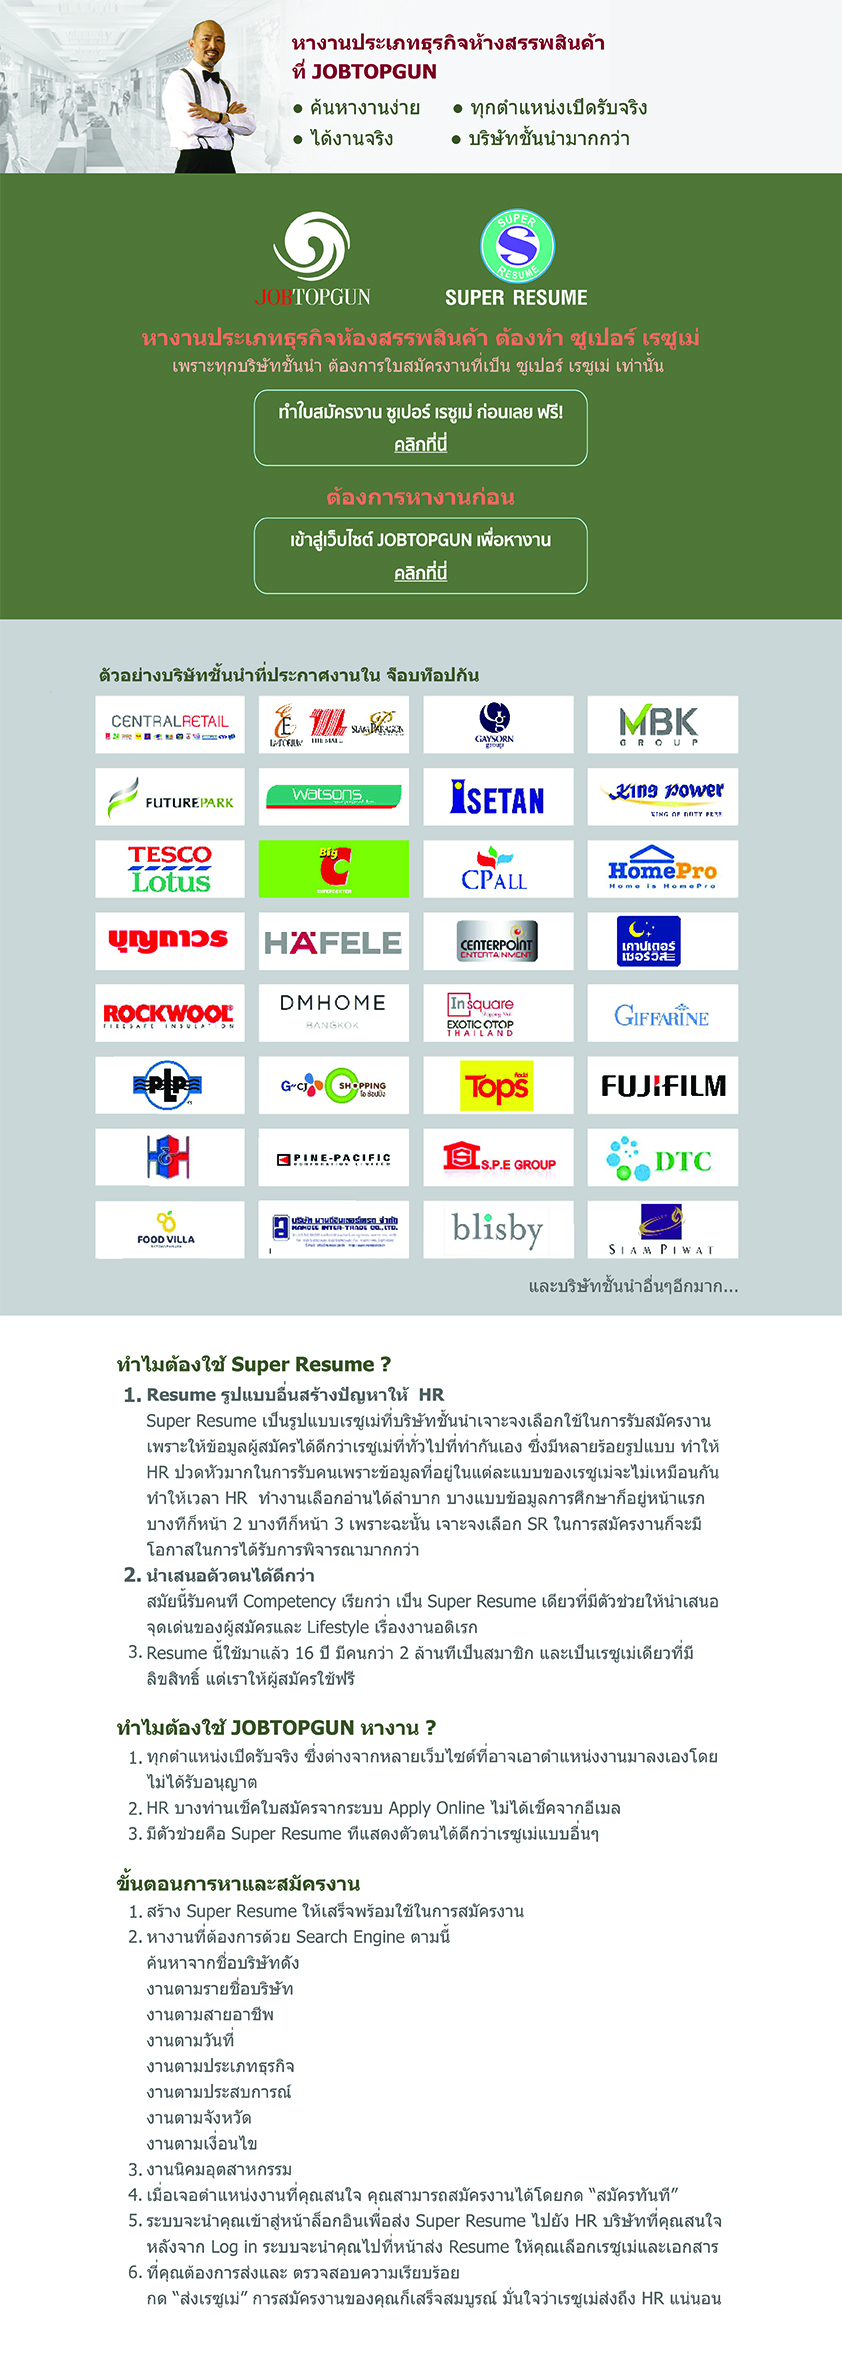 หางานประเภทธุรกิจห้างสรรพสินค้า
ที่ JOBTOPGUN
● ค้นหางานง่าย ● ทุกตำแหน่งเปิดรับจริง
● ได้งานจริง ● บริษัทชั้นนำมากกว่า
SUPER RESUME
JOBTOPGUN SUPER RESUME
หางานประเภทธุรกิจห้องสรรพสินค้า ต้องทำ ซูเปอร์ เรซูเม่
เพราะทุกบริษัทชั้นนำ ต้องการใบสมัครงานที่เป็น ซูเปอร์ เรซูเม่ เท่านั้น
ทำใบสมัครงาน ซูเปอร์ เรซูเม่ ก่อนเลย ฟรี!
คลิกที่นี่
ต้องการหางานก่อน
เข้าสู่เว็บไซต์ JOBTOPGUN เพื่อหางาน
คลิกที่นี่
ตัวอย่างบริษัทชั้นนำที่ประกาศงานใน จ๊อบท็อปกัน
CENTRALRETAIL EMPORIUM THE MALL SIAM PARAGON GAYSORN group MBK GROUP
FUTUREPARK watsons ISETAN King Power KING OF DUTY FREE
TESCO Lotus Big C SUPERCENTER CPALL HomePro Home is HomePro
บุญถาวร HÄFELE CENTERPOINT ENTERTAINMENT เคาน์เตอร์ เซอร์วิส
ROCKWOOL FIRESAFE INSULATION DMHOME BANGKOK In square EXOTIC OTOP THAILAND GIFFARINE
PLP G"CJ O SHOPPING โอ ช้อปปิ้ง Tops ท็อปส์ FUJIFILM
H&H PINE-PACIFIC CORPORATION LIMITED S.P.E GROUP DTC
FOOD VILLA blisby SIAM PIWAT
และบริษัทชั้นนำอื่นๆอีกมาก...
ทำไมต้องใช้ Super Resume ?
1. Resume รูปแบบอื่นสร้างปัญหาให้ HR
Super Resume เป็นรูปแบบเรซูเม่ที่บริษัทชั้นนำเจาะจงเลือกใช้ในการรับสมัครงาน
เพราะให้ข้อมูลผู้สมัครได้ดีกว่าเรซูเม่ที่ทั่วไปที่ทำกันเอง ซึ่งมีหลายร้อยรูปแบบ ทำให้
HR ปวดหัวมากในการรับคนเพราะข้อมูลที่อยู่ในแต่ละแบบของเรซูเม่จะไม่เหมือนกัน
ทำให้เวลา HR ทำงานเลือกอ่านได้ลำบาก บางแบบข้อมูลการศึกษาก็อยู่หน้าแรก
บางทีก็หน้า 2 บางทีก็หน้า 3 เพราะฉะนั้น เจาะจงเลือก SR ในการสมัครงานก็จะมี
โอกาสในการได้รับการพิจารณามากกว่า
2. นำเสนอตัวตนได้ดีกว่า
สมัยนี้รับคนที Competency เรียกว่า เป็น Super Resume เดียวที่มีตัวช่วยให้นำเสนอ
จุดเด่นของผู้สมัครและ Lifestyle เรื่องงานอดิเรก
3. Resume นี้ใช้มาแล้ว 16 ปี มีคนกว่า 2 ล้านทีเป็นสมาชิก และเป็นเรซูเม่เดียวที่มี
ลิขสิทธิ์ แต่เราให้ผู้สมัครใช้ฟรี
ทำไมต้องใช้ JOBTOPGUN หางาน ?
1. ทุกตำแหน่งเปิดรับจริง ซึ่งต่างจากหลายเว็บไซต์ที่อาจเอาตำแหน่งงานมาลงเองโดย
ไม่ได้รับอนุญาต
2. HR บางท่านเช็คใบสมัครจากระบบ Apply Online ไม่ได้เช็คจากอีเมล
3. มีตัวช่วยคือ Super Resume ทีแสดงตัวตนได้ดีกว่าเรซูเม่แบบอื่นๆ
ขั้นตอนการหาและสมัครงาน
1. สร้าง Super Resume ให้เสร็จพร้อมใช้ในการสมัครงาน
2. หางานที่ต้องการด้วย Search Engine ตามนี้
ค้นหาจากชื่อบริษัทดัง
งานตามรายชื่อบริษัท
งานตามสายอาชีพ
งานตามวันที่
งานตามประเภทธุรกิจ
งานตามประสบการณ์
งานตามจังหวัด
งานตามเงื่อนไข
3. งานนิคมอุตสาหกรรม
4. เมื่อเจอตำแหน่งงานที่คุณสนใจ คุณสามารถสมัครงานได้โดยกด “สมัครทันที”
5. ระบบจะนำคุณเข้าสู่หน้าล็อกอินเพื่อส่ง Super Resume ไปยัง HR บริษัทที่คุณสนใจ
หลังจาก Log in ระบบจะนำคุณไปที่หน้าส่ง Resume ให้คุณเลือกเรซูเม่และเอกสาร
6. ที่คุณต้องการส่งและ ตรวจสอบความเรียบร้อย
กด “ส่งเรซูเม่” การสมัครงานของคุณก็เสร็จสมบูรณ์ มั่นใจว่าเรซูเม่ส่งถึง HR แน่นอน